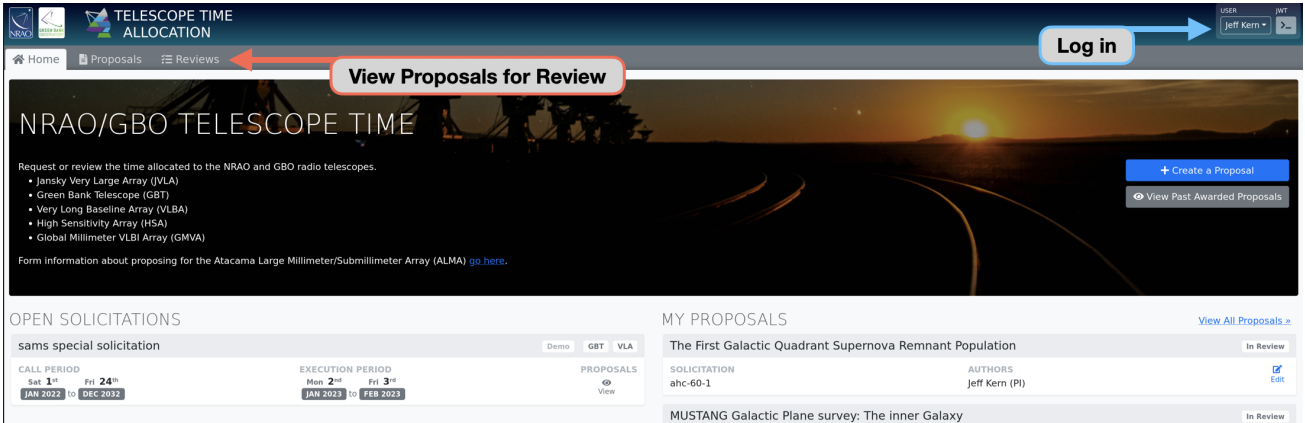 NRAO
GREEN BANK
TELESCOPE TIME
ALLOCATION
USER
JWT
Jeff Kern
>_
Log in
Home
Proposals
Reviews
View Proposals for Review
NRAO/GBO TELESCOPE TIME
Request or review the time allocated to the NRAO and GBO radio telescopes.
• Jansky Very Large Array (JVLA)
• Green Bank Telescope (GBT)
• Very Long Baseline Array (VLBA)
• High Sensitivity Array (HSA)
• Global Millimeter VLBI Array (GMVA)
Form information about proposing for the Atacama Large Millimeter/Submillimeter Array (ALMA) go here.
+ Create a Proposal
View Past Awarded Proposals
OPEN SOLICITATIONS
sams special solicitation
Demo GBT VLA
CALL PERIOD
Sat 1st Fri 24th
JAN 2022 to DEC 2032
EXECUTION PERIOD
Mon 2nd Fri 3rd
JAN 2023 to FEB 2023
PROPOSALS
View
MY PROPOSALS
View All Proposals »
The First Galactic Quadrant Supernova Remnant Population
In Review
SOLICITATION
ahc-60-1
AUTHORS
Jeff Kern (PI)
Edit
MUSTANG Galactic Plane survey: The inner Galaxy
In Review